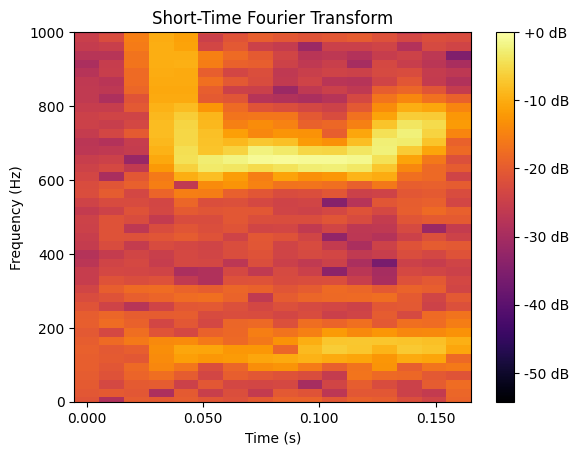 Short-Time Fourier Transform
1000
800
600
400
200
0
Frequency (Hz)
0.000
0.050
0.100
0.150
Time (s)
+0 dB
-10 dB
-20 dB
-30 dB
-40 dB
-50 dB